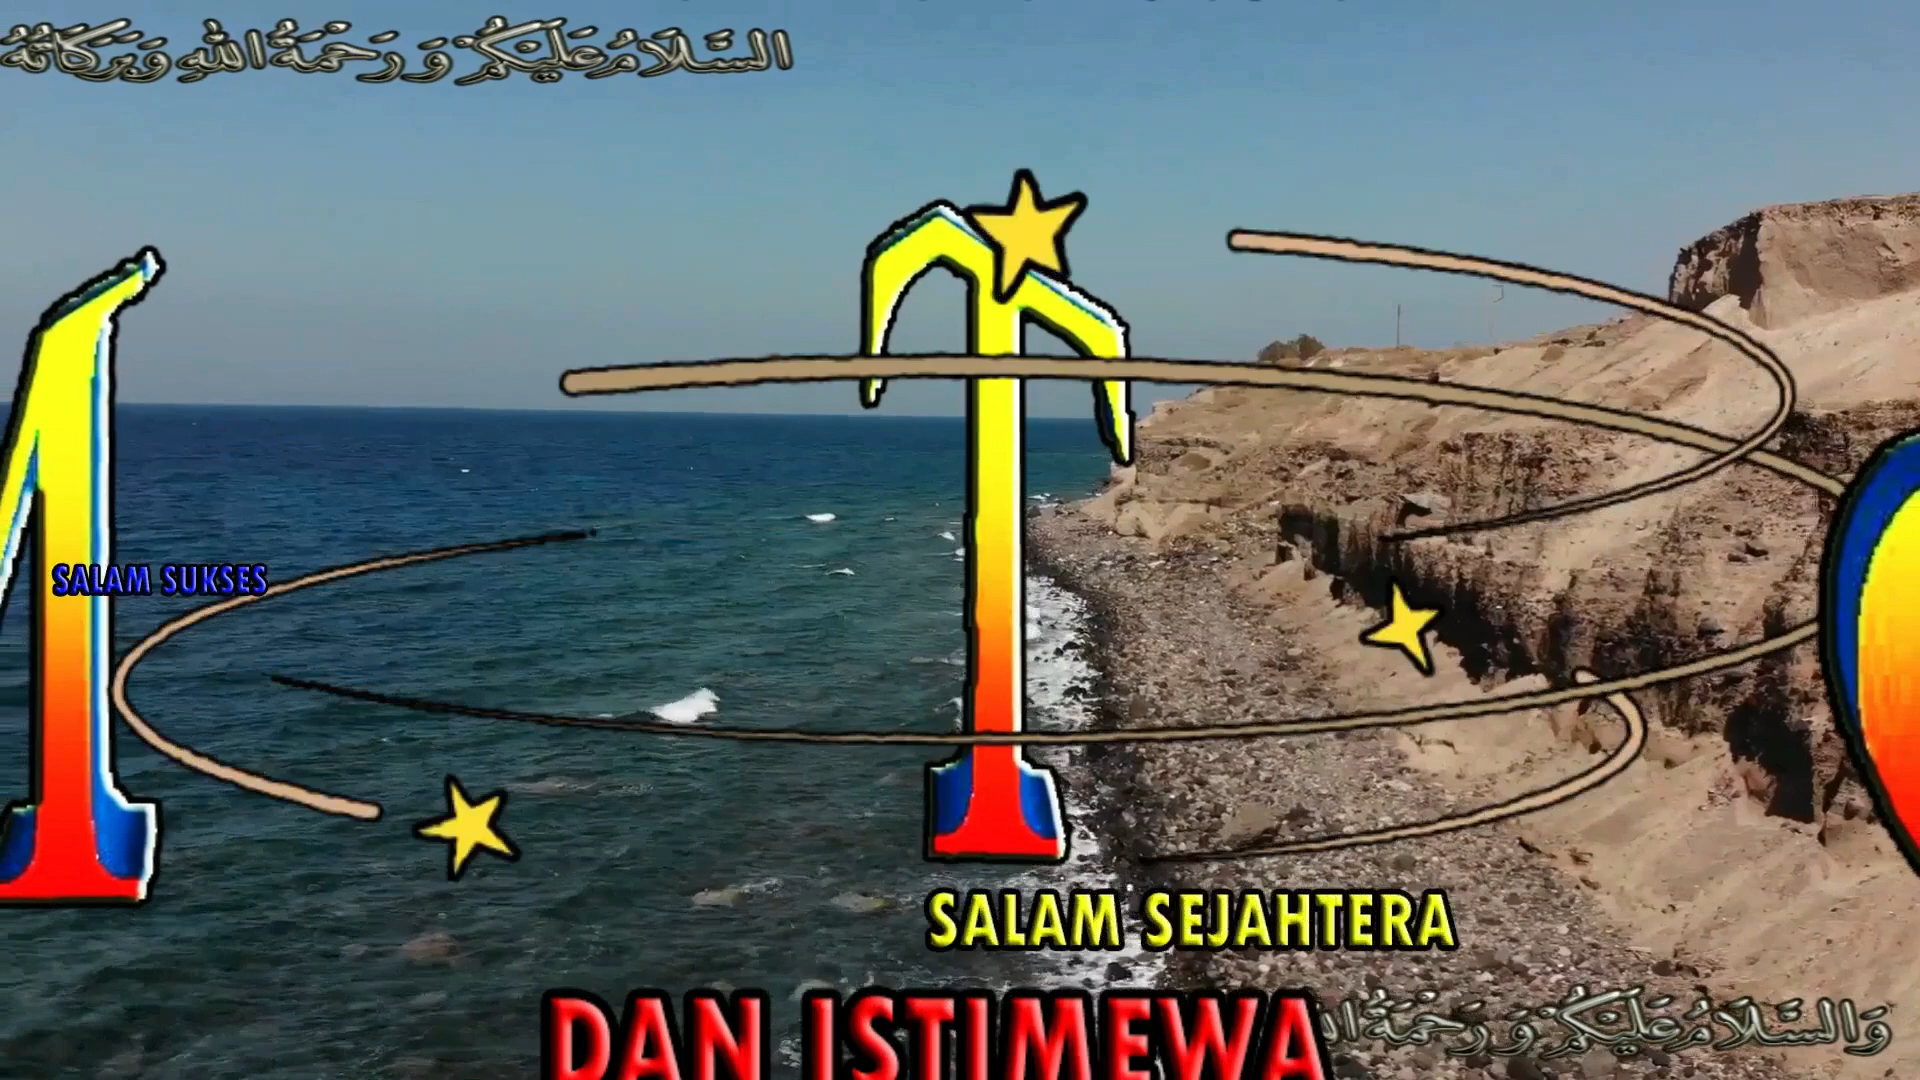 السَّلَامُ عَلَيْكُمْ وَ رَحْمَةُ اللهِ وَبَرَكَاتُهُ
T
SALAM SUKSES
SALAM SEJAHTERA
DAN ISTIMEWA
وَالسَّلَامُ عَلَيْكُمْ وَ رَحْمَةُ